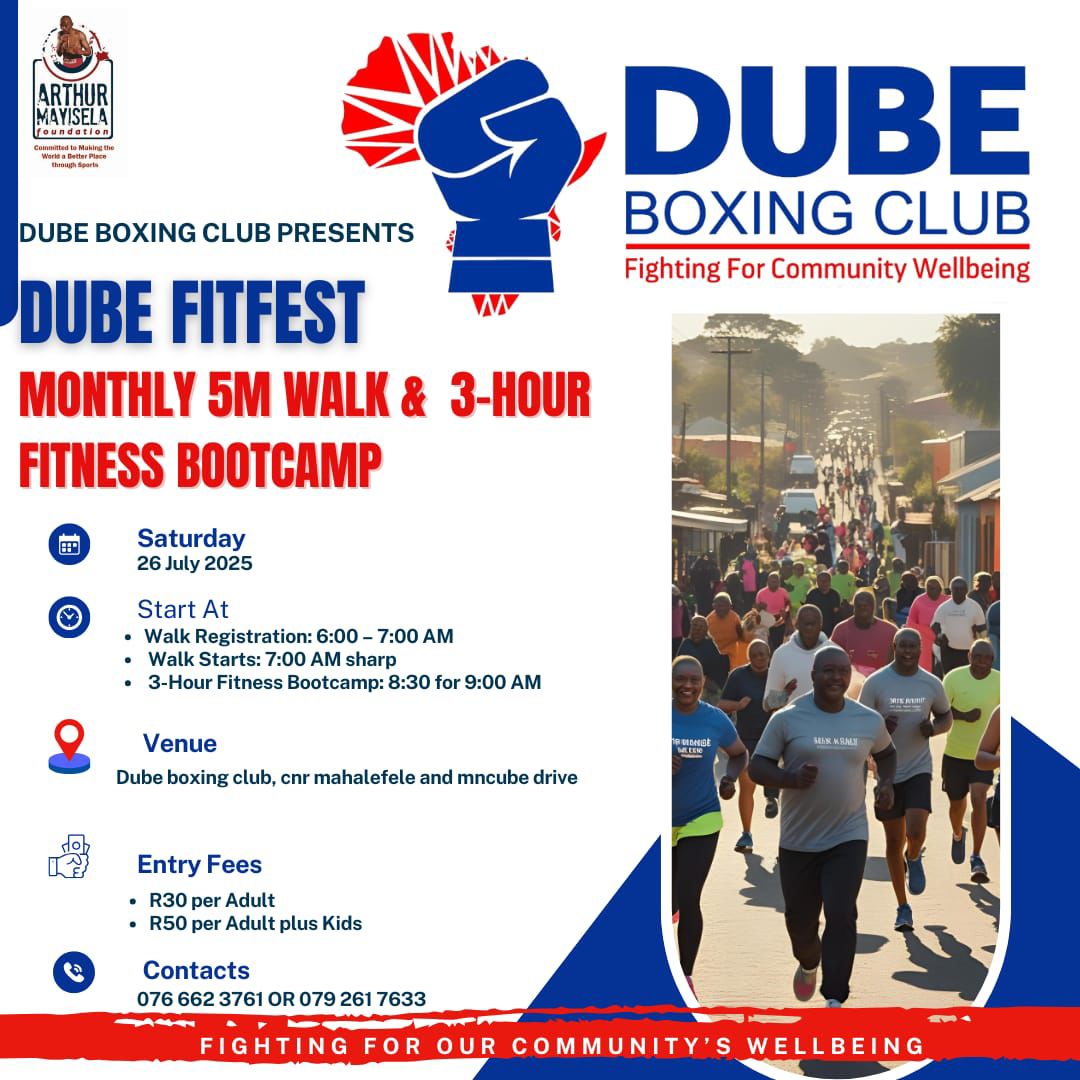 ARTHUR
MAYISELA
foundation
Committed to Making the
World a Better Place
through Sports
DUBE
BOXING CLUB
Fighting For Community Wellbeing
DUBE BOXING CLUB PRESENTS
DUBE FITFEST
MONTHLY 5M WALK & 3-HOUR
FITNESS BOOTCAMP
Saturday
26 July 2025
Start At
• Walk Registration: 6:00 – 7:00 AM
• Walk Starts: 7:00 AM sharp
• 3-Hour Fitness Bootcamp: 8:30 for 9:00 AM
Venue
Dube boxing club, cnr mahalefele and mncube drive
Entry Fees
• R30 per Adult
• R50 per Adult plus Kids
Contacts
076 662 3761 OR 079 261 7633
FIGHTING FOR OUR COMMUNITY'S WELLBEING